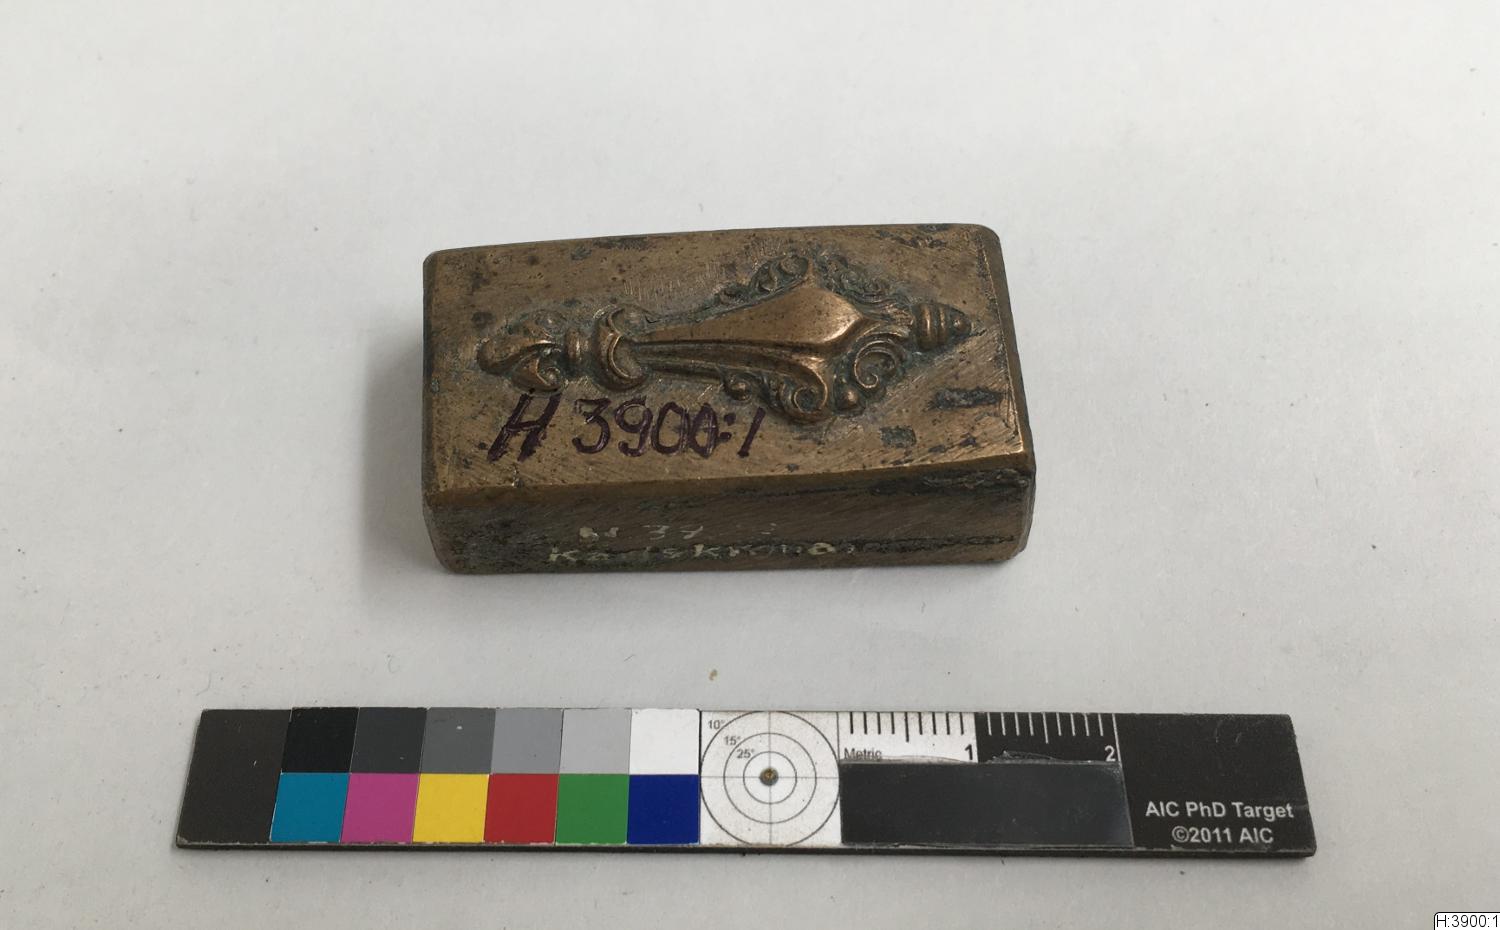 H 3900:1
Karlskrona.
10°
15°
25°
Metric 1 2
AIC PhD Target
©2011 AIC
H:3900:1